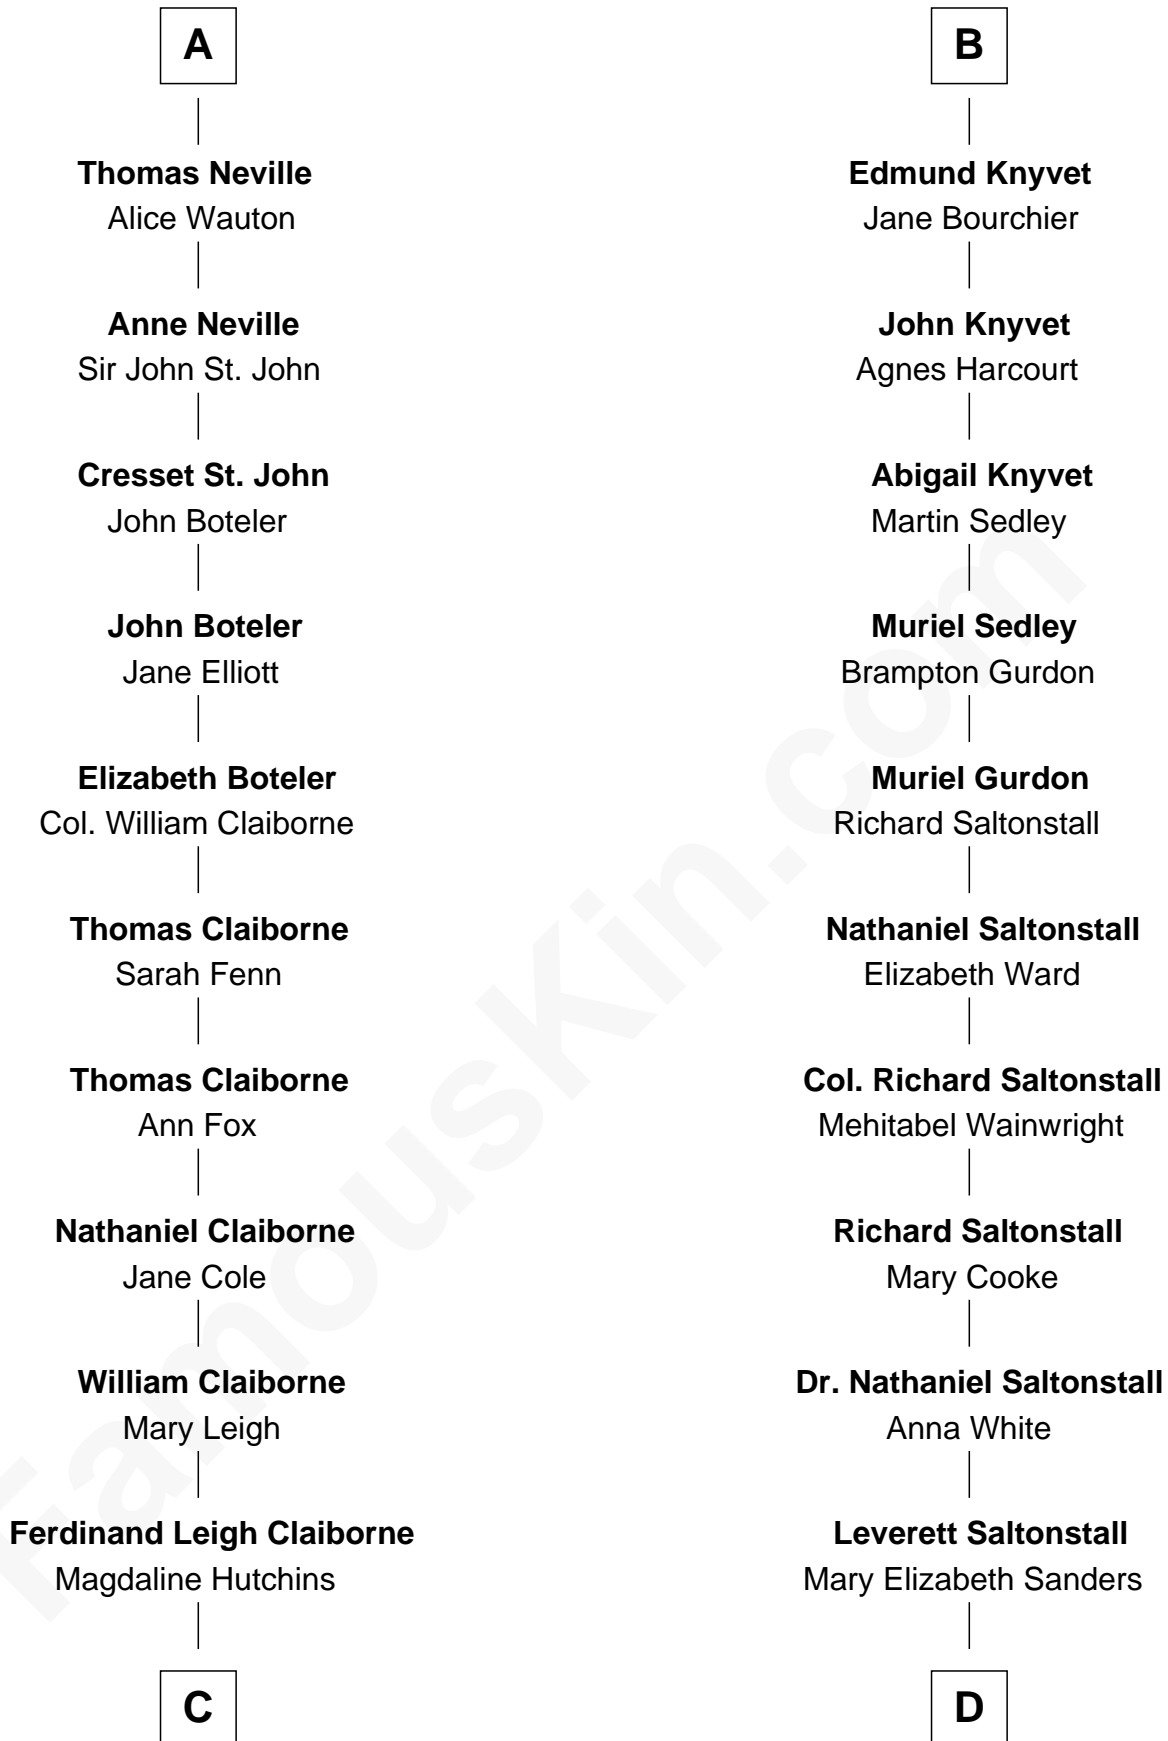 A
Thomas Neville
Alice Wauton
Anne Neville
Sir John St. John
Cresset St. John
John Boteler
John Boteler
Jane Elliott
Elizabeth Boteler
Col. William Claiborne
Thomas Claiborne
Sarah Fenn
Thomas Claiborne
Ann Fox
Nathaniel Claiborne
Jane Cole
William Claiborne
Mary Leigh
Ferdinand Leigh Claiborne
Magdaline Hutchins
C
B
Edmund Knyvet
Jane Bourchier
John Knyvet
Agnes Harcourt
Abigail Knyvet
Martin Sedley
Muriel Sedley
Brampton Gurdon
Muriel Gurdon
Richard Saltonstall
Nathaniel Saltonstall
Elizabeth Ward
Col. Richard Saltonstall
Mehitabel Wainwright
Richard Saltonstall
Mary Cooke
Dr. Nathaniel Saltonstall
Anna White
Leverett Saltonstall
Mary Elizabeth Sanders
D
FamousKin.com